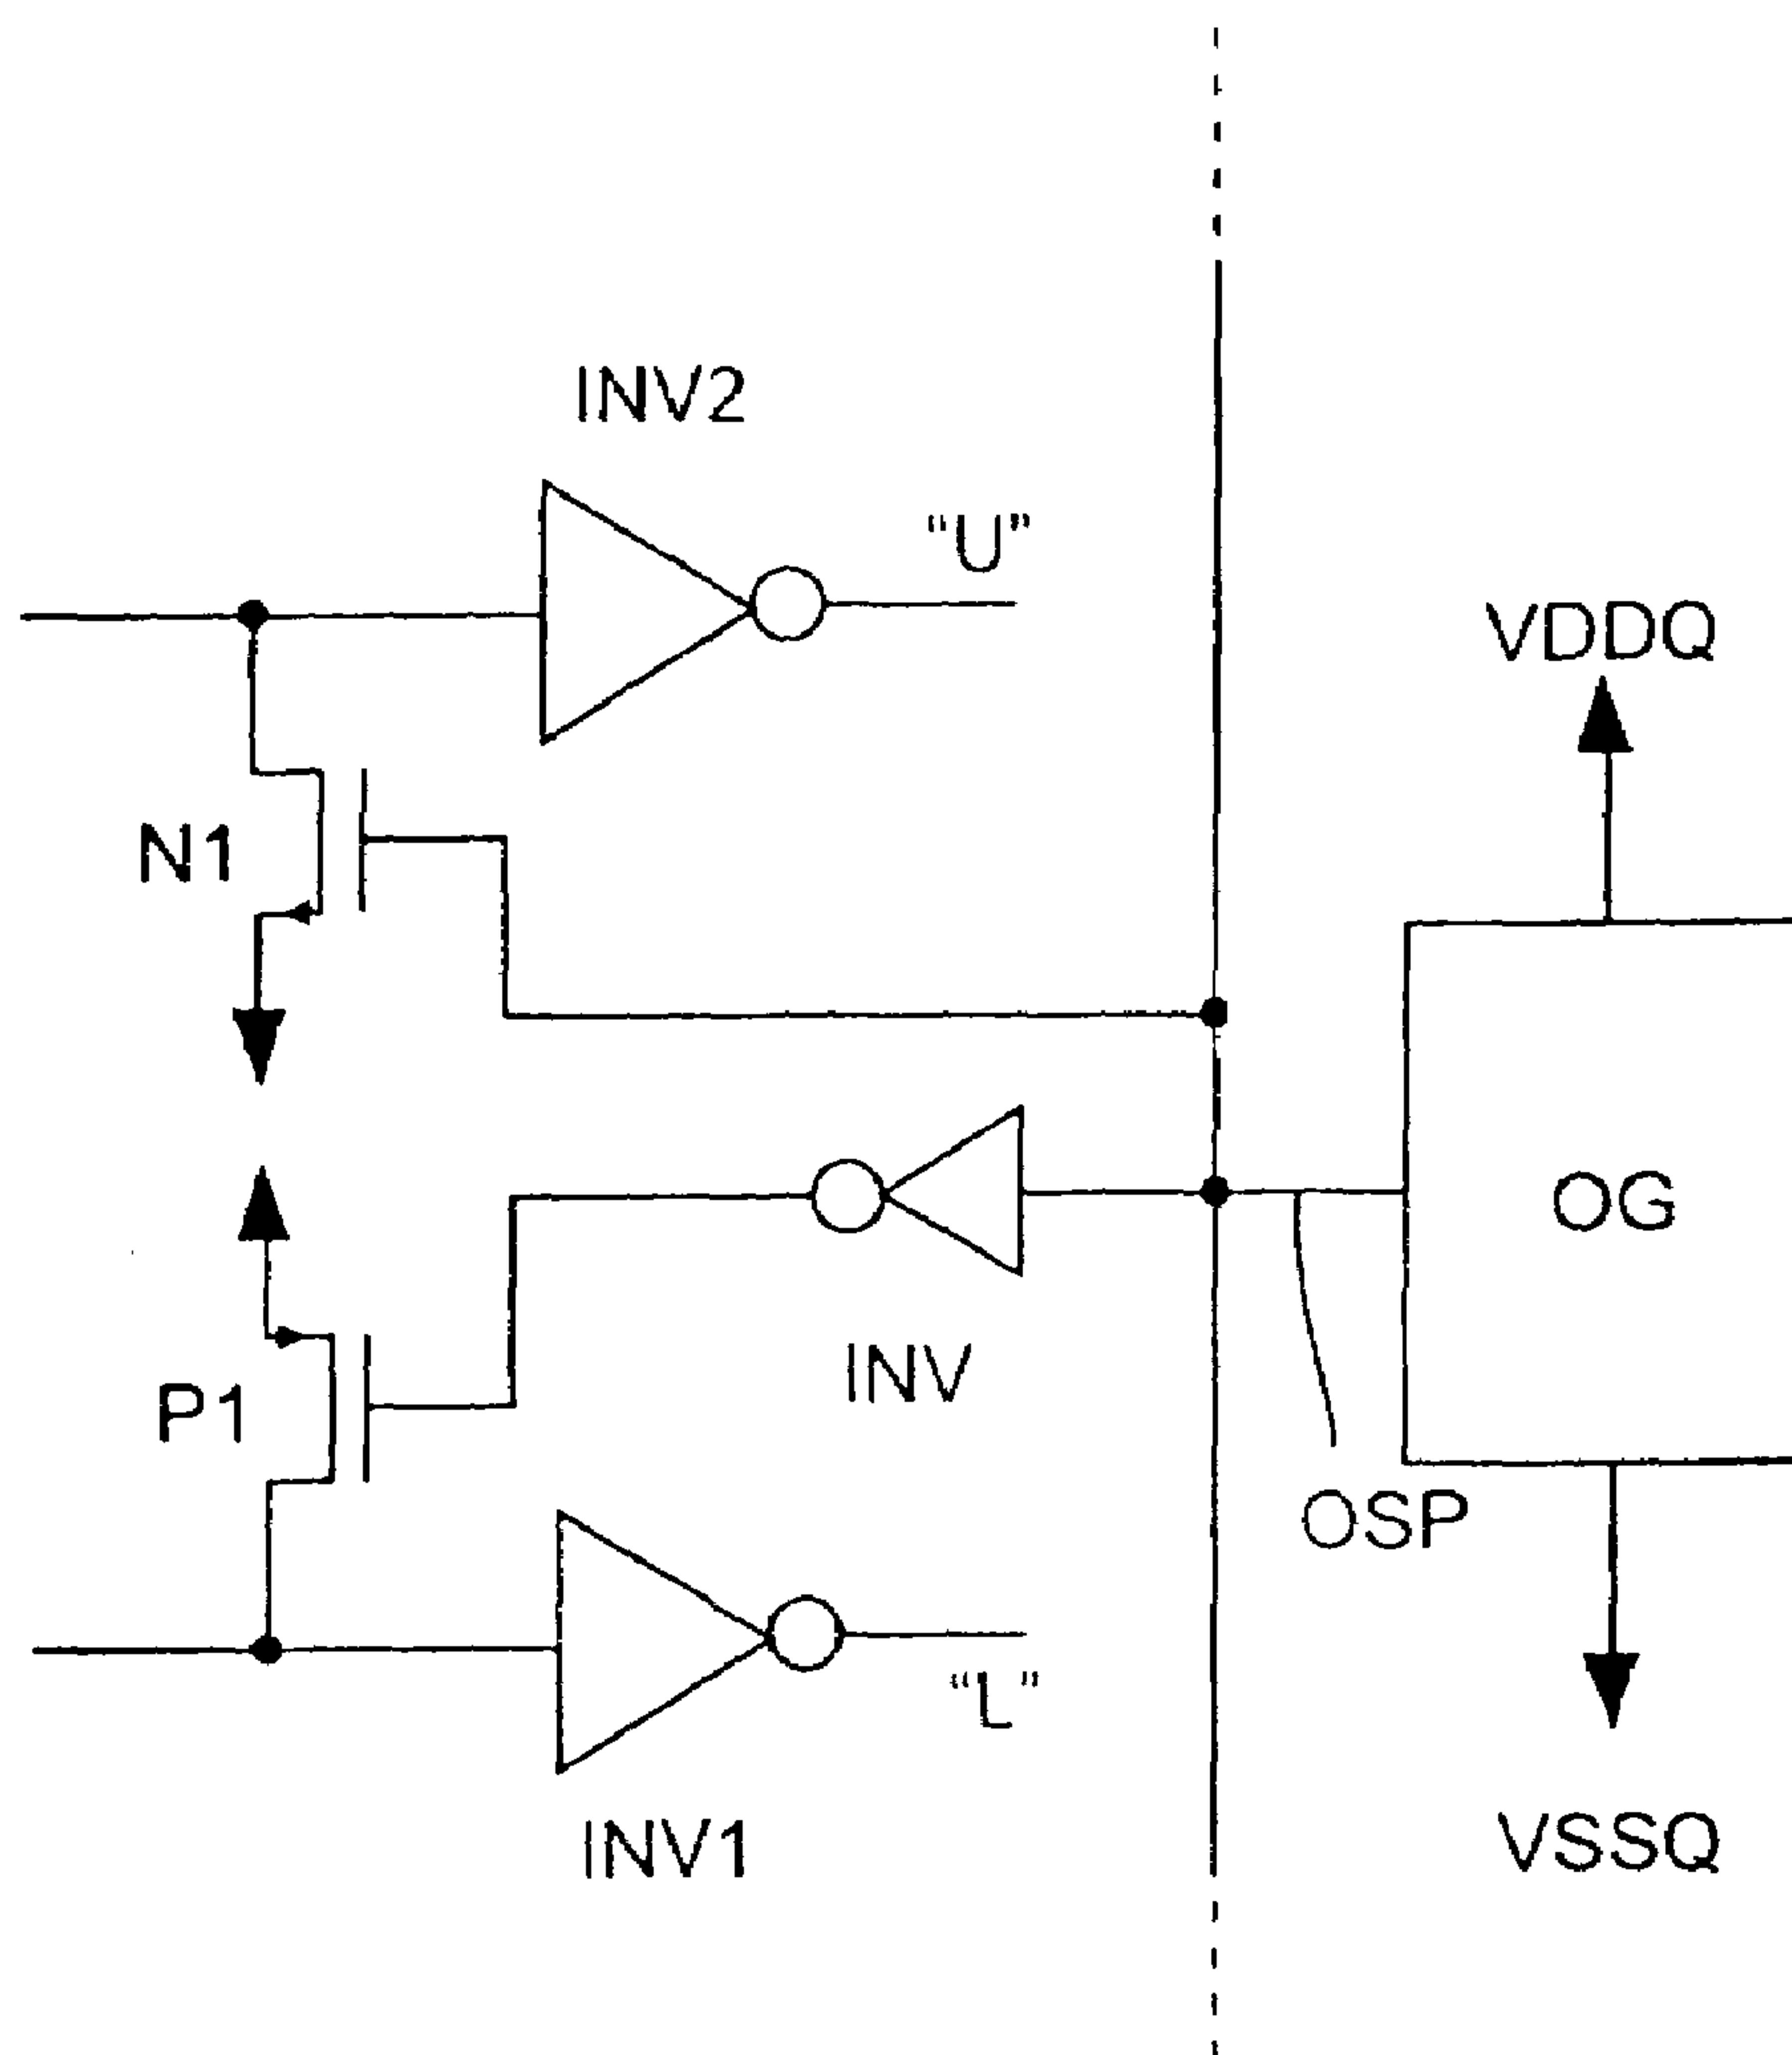 INV2
“U”
VDDQ
N1
OG
INV
P1
OSP
“L”
INV1
VSSQ